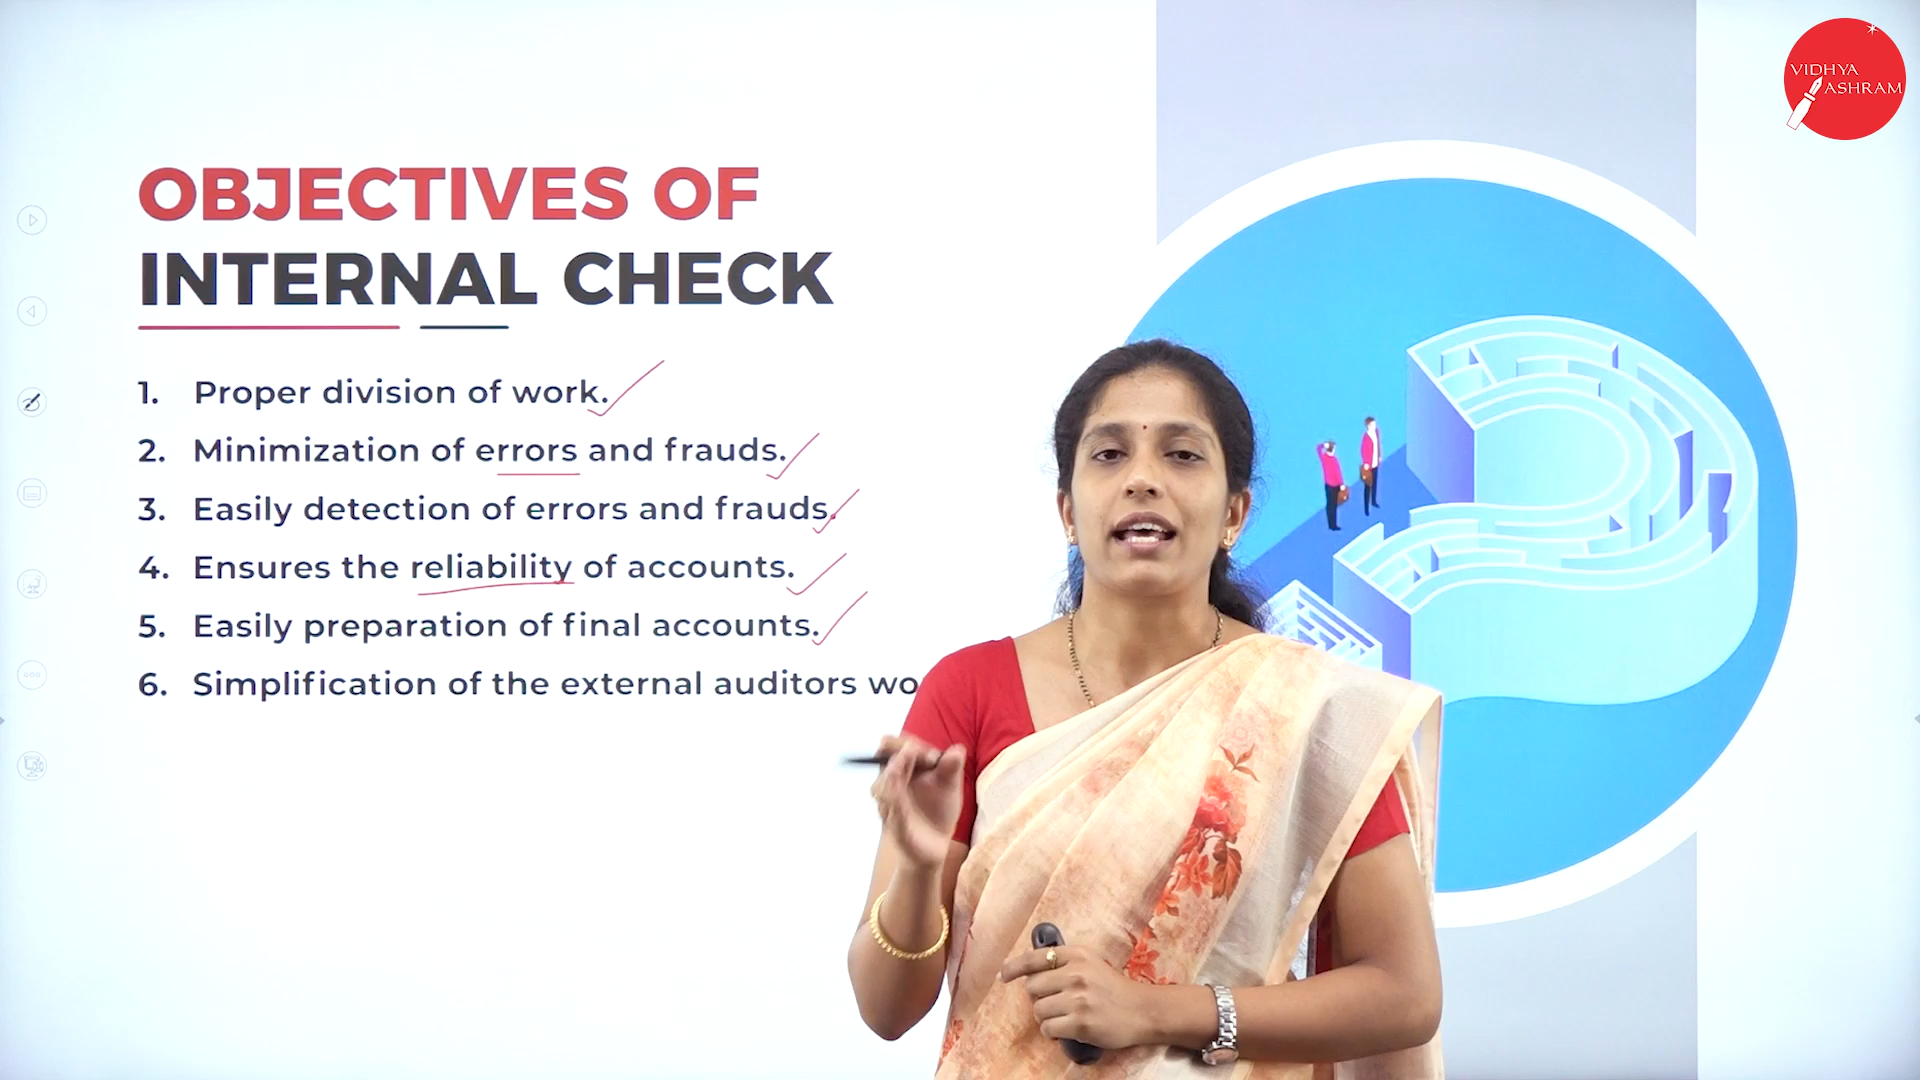 VIDHYA
ASHRAM
OBJECTIVES OF
INTERNAL CHECK
1. Proper division of work.
2. Minimization of errors and frauds.
3. Easily detection of errors and frauds.
4. Ensures the reliability of accounts.
5. Easily preparation of final accounts.
6. Simplification of the external auditors